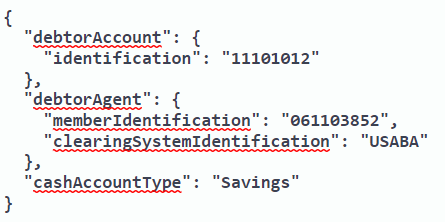 {
  "debtorAccount": {
    "identification": "11101012"
  },
  "debtorAgent": {
    "memberIdentification": "061103852",
    "clearingSystemIdentification": "USABA"
  },
  "cashAccountType": "Savings"
}